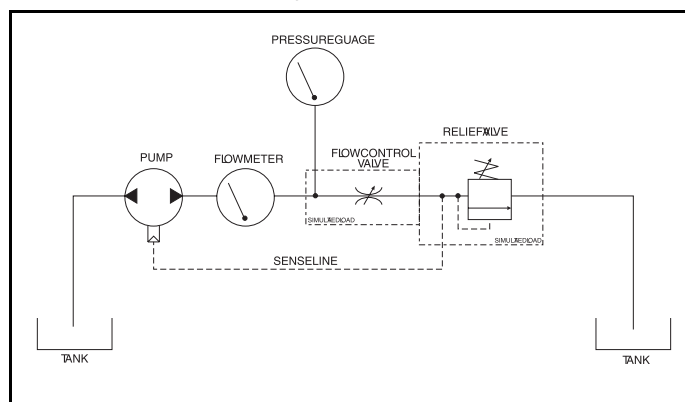 PRESSUREGUAGE
PUMP
FLOWMETER
FLOWCONTROL
VALVE
RELIEFVALVE
SIMULATEDLOAD
SIMULATEDLOAD
SENSELINE
TANK
TANK